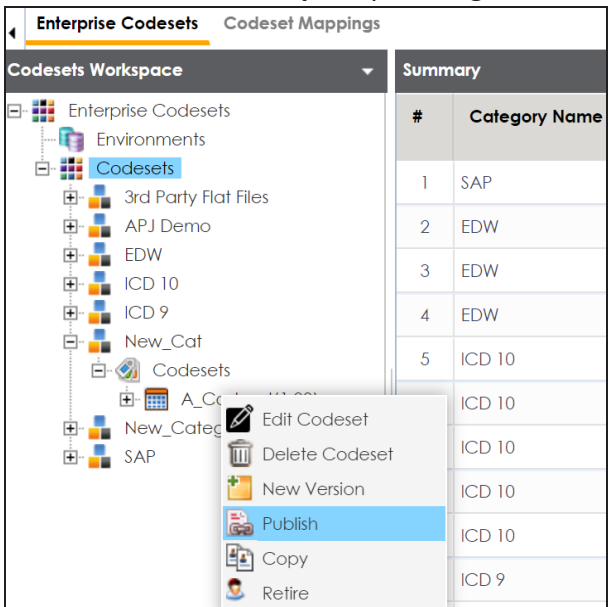 Enterprise Codesets Codeset Mappings
Codesets Workspace
Enterprise Codesets
Environments
Codesets
3rd Party Flat Files
APJ Demo
EDW
ICD 10
ICD 9
New_Cat
Codesets
New_Categ
SAP
Edit Codeset
Delete Codeset
New Version
Publish
Copy
Retire
Summary
# Category Name
1 SAP
2 EDW
3 EDW
4 EDW
5 ICD 10
ICD 10
ICD 10
ICD 10
ICD 10
ICD 9